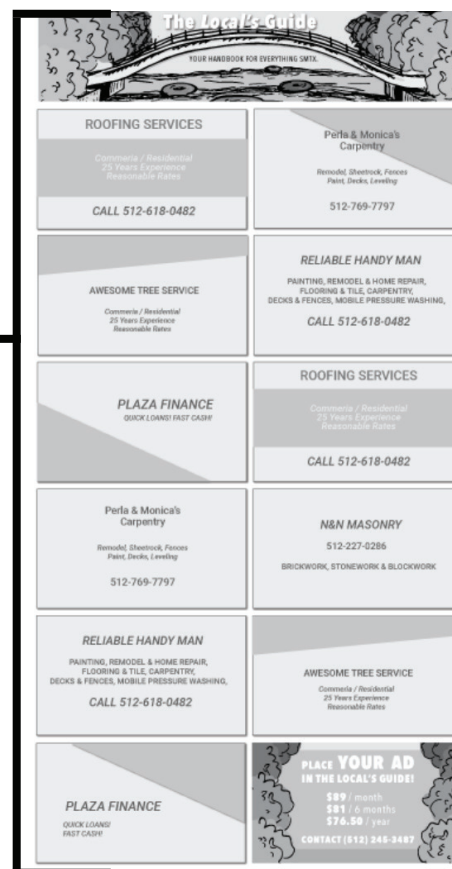 The Local's Guide
YOUR HANDBOOK FOR EVERYTHING SMTX.
ROOFING SERVICES
Commeria / Residential
25 Years Experience
Reasonable Rates
CALL 512-618-0482
Perla & Monica's
Carpentry
Remodel, Sheetrock, Fences
Paint, Decks, Leveling
512-769-7797
AWESOME TREE SERVICE
Commeria / Residential
25 Years Experience
Reasonable Rates
RELIABLE HANDY MAN
PAINTING, REMODEL & HOME REPAIR,
FLOORING & TILE, CARPENTRY,
DECKS & FENCES, MOBILE PRESSURE WASHING,
CALL 512-618-0482
PLAZA FINANCE
QUICK LOANS! FAST CASH!
ROOFING SERVICES
Commeria / Residential
25 Years Experience
Reasonable Rates
CALL 512-618-0482
Perla & Monica's
Carpentry
Remodel, Sheetrock, Fences
Paint, Decks, Leveling
512-769-7797
N&N MASONRY
512-227-0286
BRICKWORK, STONEWORK & BLOCKWORK
RELIABLE HANDY MAN
PAINTING, REMODEL & HOME REPAIR,
FLOORING & TILE, CARPENTRY,
DECKS & FENCES, MOBILE PRESSURE WASHING,
CALL 512-618-0482
AWESOME TREE SERVICE
Commeria / Residential
25 Years Experience
Reasonable Rates
PLAZA FINANCE
QUICK LOANS!
FAST CASH!
PLACE YOUR AD
IN THE LOCAL'S GUIDE!
$89 / month
$81 / 6 months
$76.50 / year
CONTACT (512) 245-3487